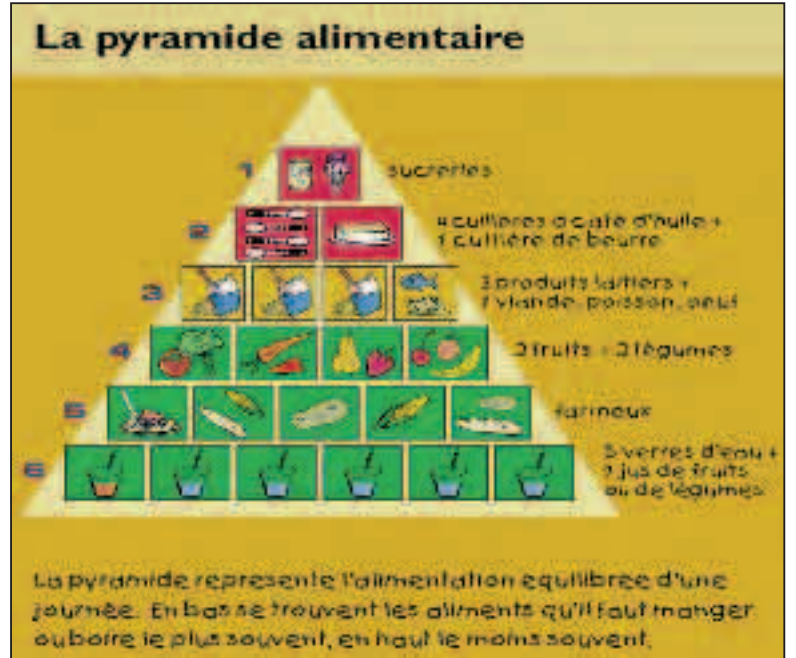 La pyramide alimentaire
1
sucreries
2
4 cuillères à café d'huile +
1 cuillère de beurre
3
3 produits laitiers +
1 viande, poisson, oeuf
4
2 fruits + 2 légumes
5
farineux
6
5 verres d'eau +
1 jus de fruits
ou de légumes
La pyramide représente l'alimentation équilibrée d'une
journée. En bas se trouvent les aliments qu'il faut manger
ou boire le plus souvent, en haut le moins souvent.